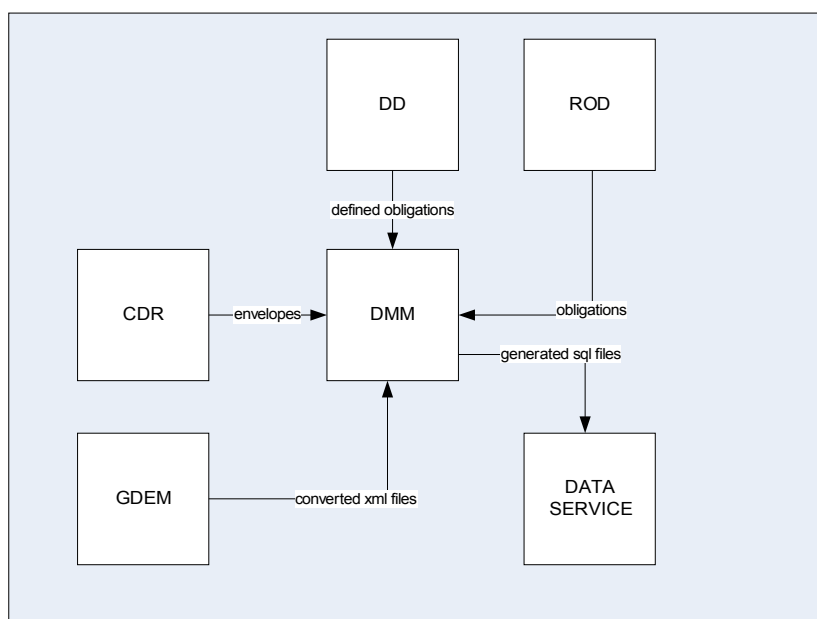 DD
ROD
defined obligations
CDR
envelopes
DMM
obligations
generated sql files
GDEM
converted xml files
DATA
SERVICE